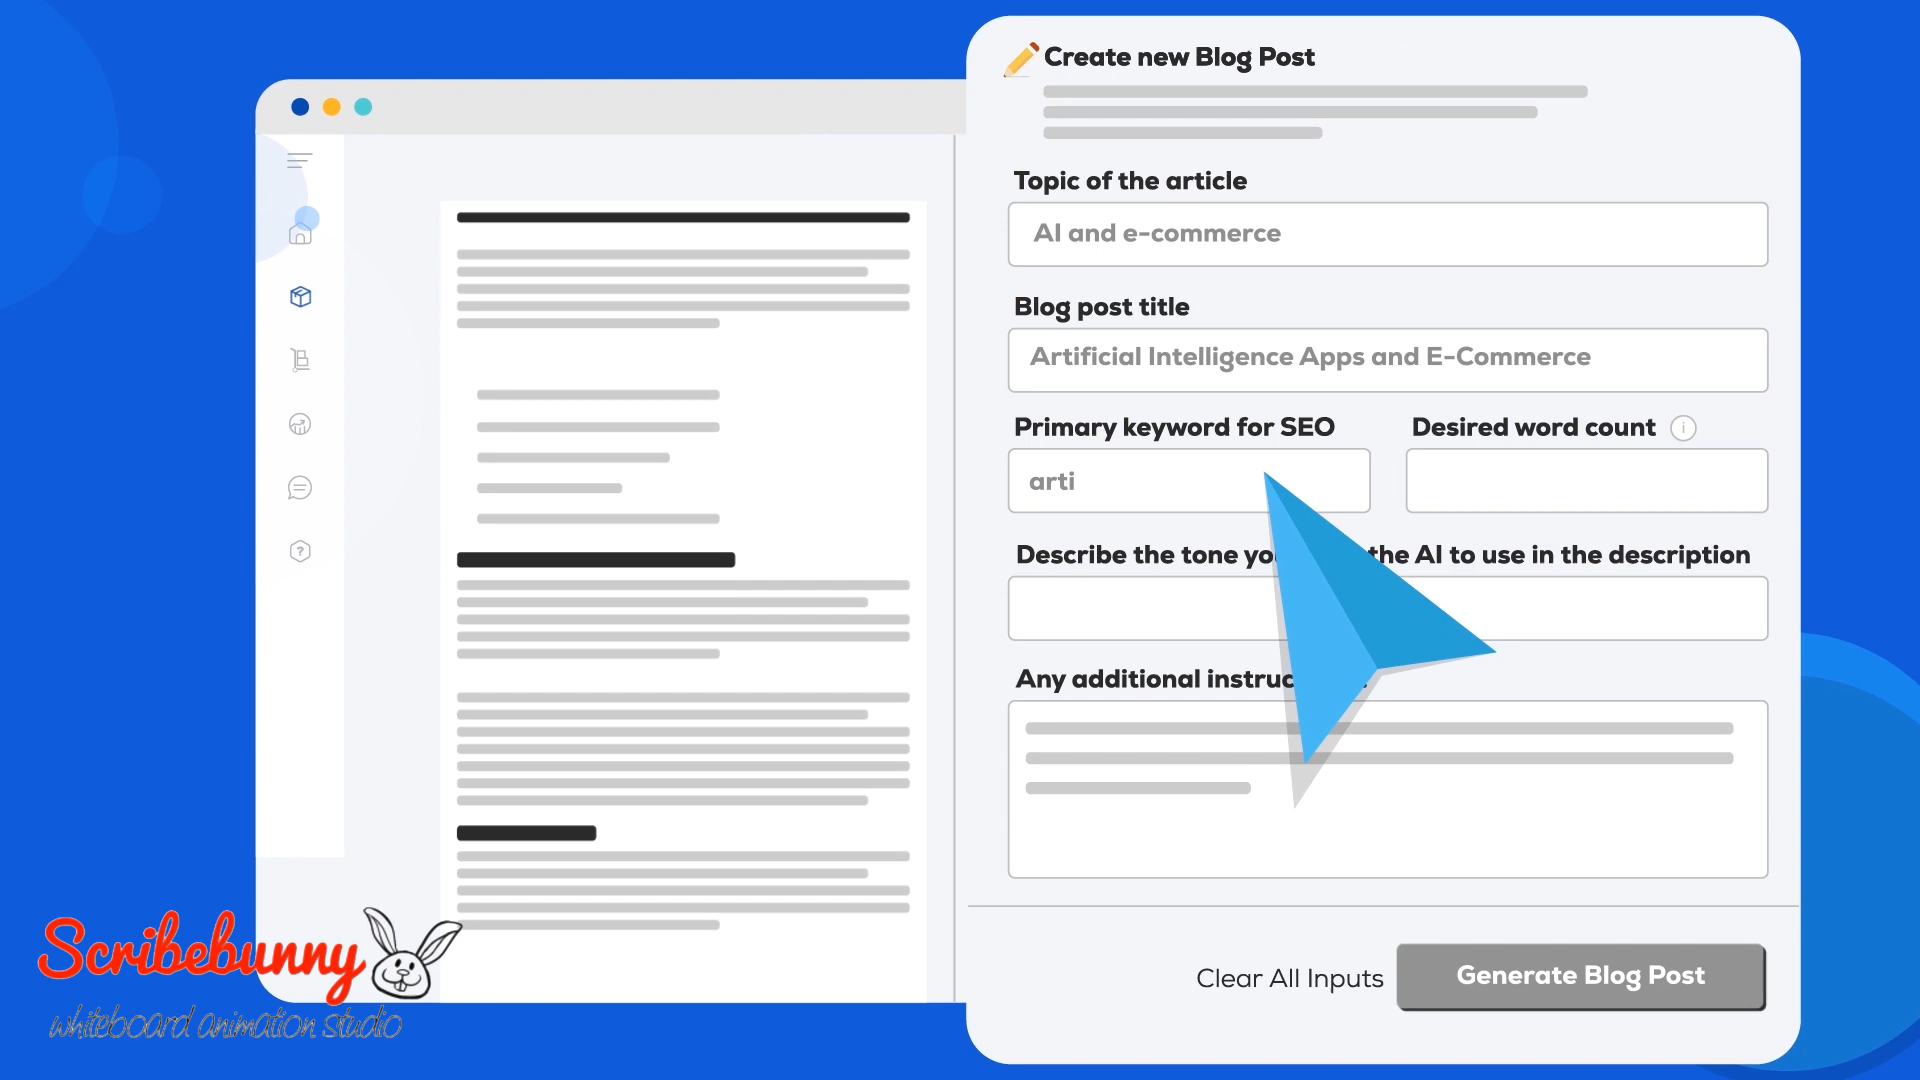 Create new Blog Post
Topic of the article
AI and e-commerce
Blog post title
Artificial Intelligence Apps and E-Commerce
Primary keyword for SEO
Desired word count
i
arti
Describe the tone the AI to use in the description
Any additional
?
Clear All Inputs
Generate Blog Post
Scribebunny
whiteboard animation studio